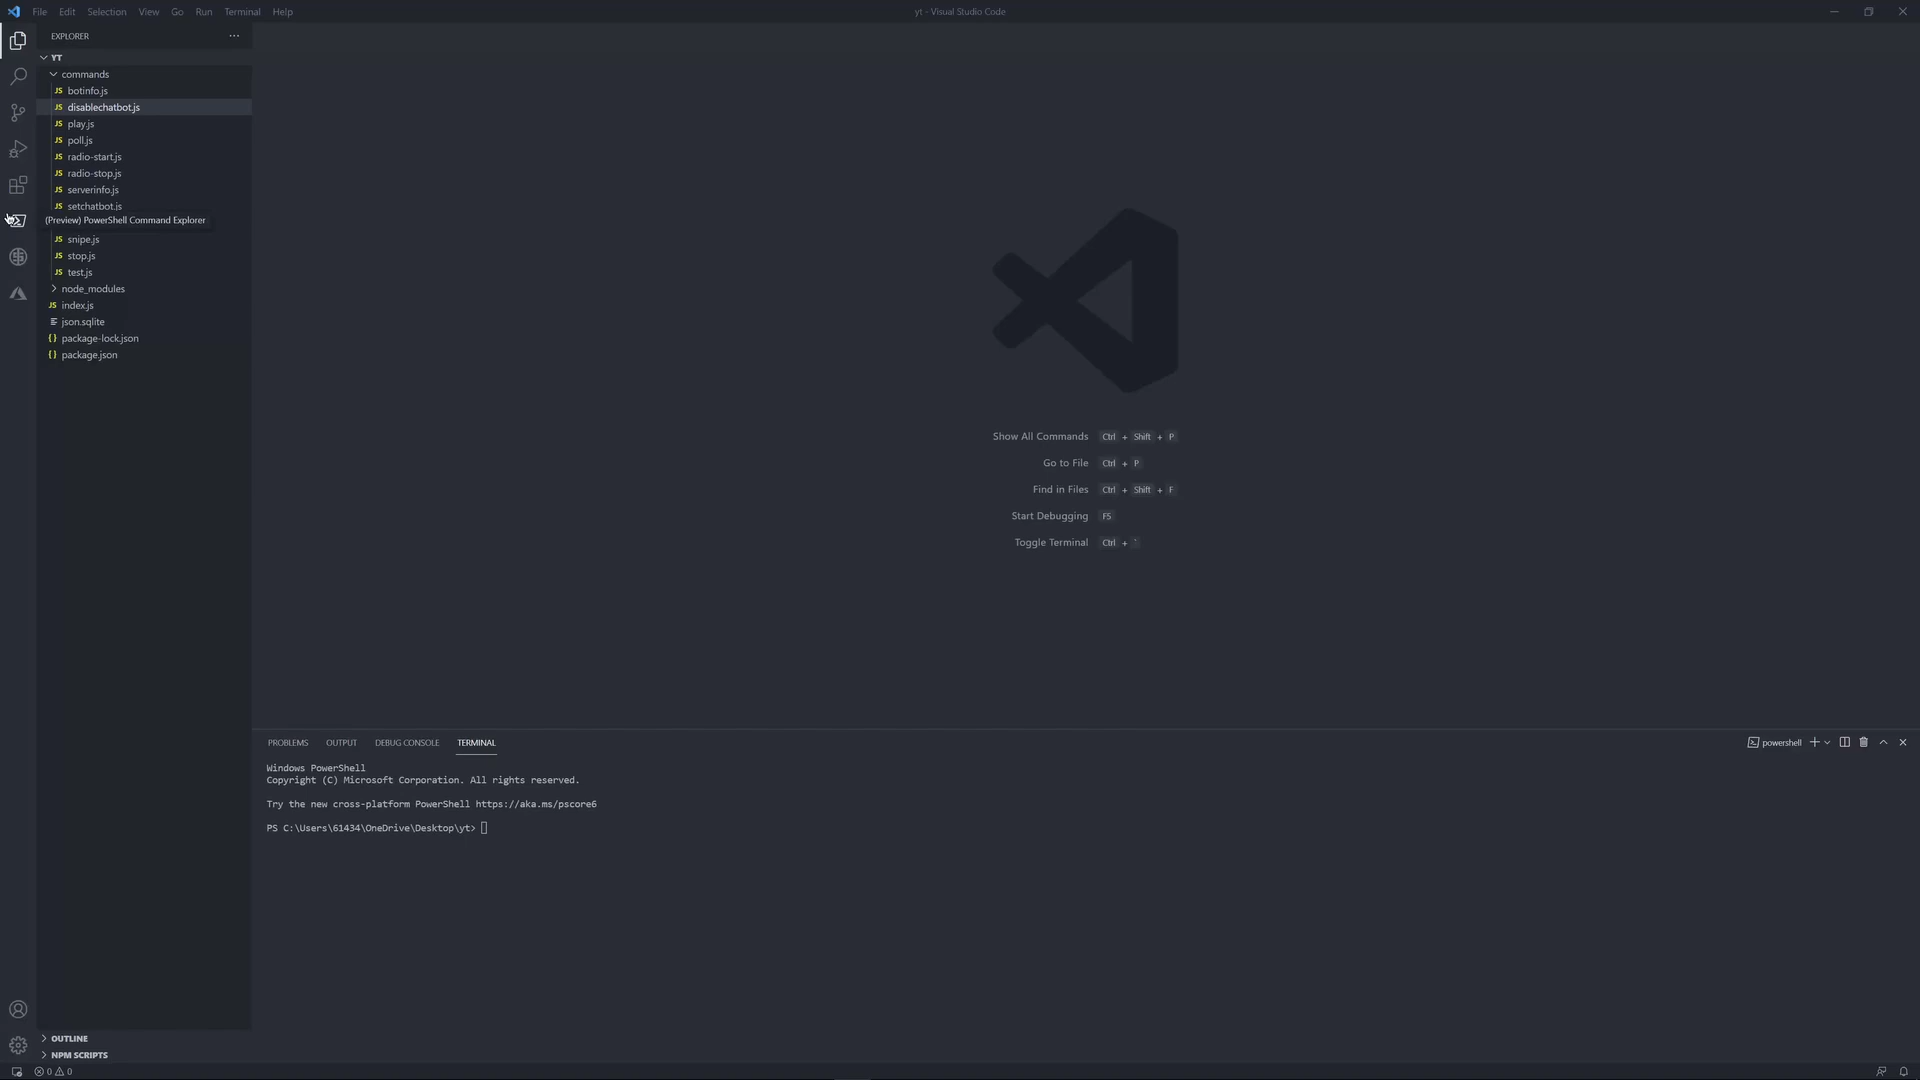 File Edit Selection View Go Run Terminal Help
yt - Visual Studio Code
EXPLORER
YT
commands
JS botinfo.js
JS disablechatbot.js
JS play.js
JS poll.js
JS radio-start.js
JS radio-stop.js
JS serverinfo.js
JS setchatbot.js
(Preview) PowerShell Command Explorer
JS snipe.js
JS stop.js
JS test.js
node_modules
JS index.js
json.sqlite
{} package-lock.json
{} package.json
Show All Commands Ctrl + Shift + P
Go to File Ctrl + P
Find in Files Ctrl + Shift + F
Start Debugging F5
Toggle Terminal Ctrl + `
PROBLEMS OUTPUT DEBUG CONSOLE TERMINAL
powershell
Windows PowerShell
Copyright (C) Microsoft Corporation. All rights reserved.
Try the new cross-platform PowerShell https://aka.ms/pscore6
PS C:\Users\61434\OneDrive\Desktop\yt>
OUTLINE
NPM SCRIPTS
0 0